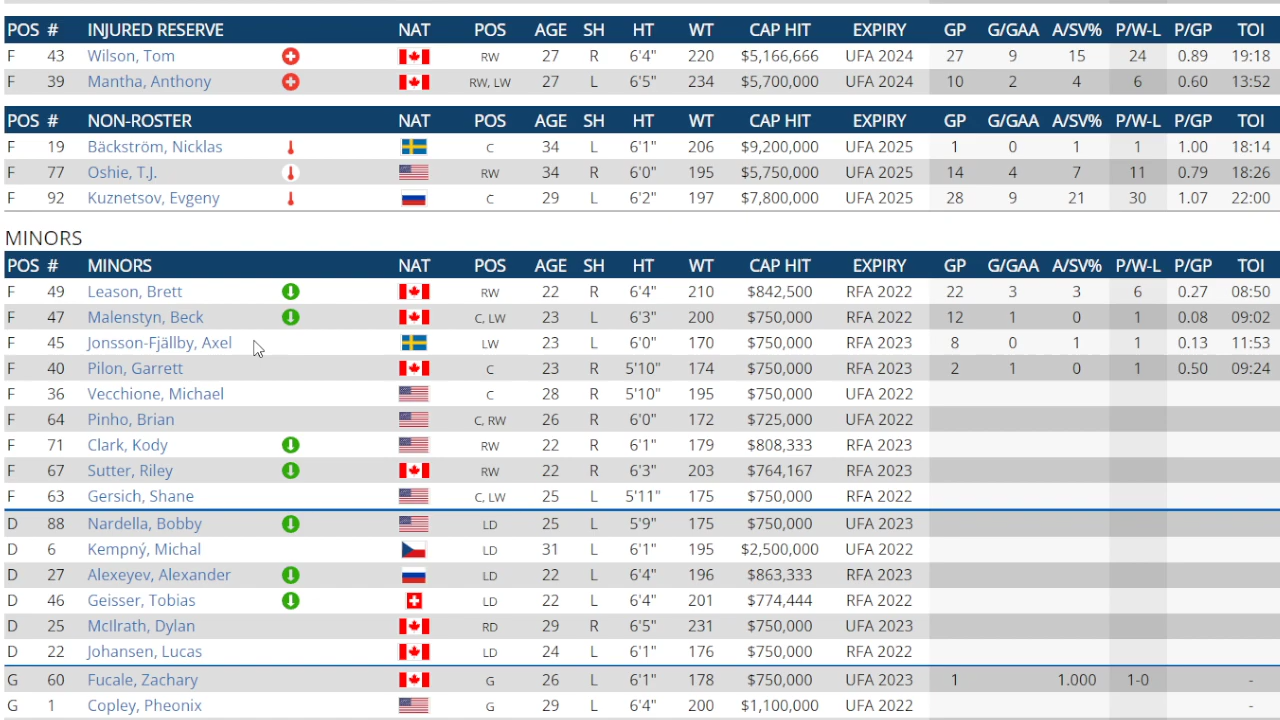 POS # INJURED RESERVE NAT POS AGE SH HT WT CAP HIT EXPIRY GP G/GAA A/SV% P/W-L P/GP TOI
F 43 Wilson, Tom RW 27 R 6'4" 220 $5,166,666 UFA 2024 27 9 15 24 0.89 19:18
F 39 Mantha, Anthony RW, LW 27 L 6'5" 234 $5,700,000 UFA 2024 10 2 4 6 0.60 13:52
POS # NON-ROSTER NAT POS AGE SH HT WT CAP HIT EXPIRY GP G/GAA A/SV% P/W-L P/GP TOI
F 19 Bäckström, Nicklas C 34 L 6'1" 206 $9,200,000 UFA 2025 1 0 1 1 1.00 18:14
F 77 Oshie, T.J. RW 34 R 6'0" 195 $5,750,000 UFA 2025 14 4 7 11 0.79 18:26
F 92 Kuznetsov, Evgeny C 29 L 6'2" 197 $7,800,000 UFA 2025 28 9 21 30 1.07 22:00
MINORS
POS # MINORS NAT POS AGE SH HT WT CAP HIT EXPIRY GP G/GAA A/SV% P/W-L P/GP TOI
F 49 Leason, Brett RW 22 R 6'4" 210 $842,500 RFA 2022 22 3 3 6 0.27 08:50
F 47 Malenstyn, Beck C, LW 23 L 6'3" 200 $750,000 RFA 2022 12 1 0 1 0.08 09:02
F 45 Jonsson-Fjällby, Axel LW 23 L 6'0" 170 $750,000 RFA 2023 8 0 1 1 0.13 11:53
F 40 Pilon, Garrett C 23 R 5'10" 174 $750,000 RFA 2023 2 1 0 1 0.50 09:24
F 36 Vecchione, Michael C 28 R 5'10" 195 $750,000 UFA 2022
F 64 Pinho, Brian C, RW 26 R 6'0" 172 $725,000 UFA 2022
F 71 Clark, Kody RW 22 R 6'1" 179 $808,333 RFA 2023
F 67 Sutter, Riley RW 22 R 6'3" 203 $764,167 RFA 2023
F 63 Gersich, Shane C, LW 25 L 5'11" 175 $750,000 RFA 2022
D 88 Nardella, Bobby LD 25 L 5'9" 175 $750,000 UFA 2023
D 6 Kempny, Michal LD 31 L 6'1" 195 $2,500,000 UFA 2022
D 27 Alexeyev, Alexander LD 22 L 6'4" 196 $863,333 RFA 2023
D 46 Geisser, Tobias LD 22 L 6'4" 201 $774,444 RFA 2022
D 25 McIlrath, Dylan RD 29 R 6'5" 231 $750,000 UFA 2023
D 22 Johansen, Lucas LD 24 L 6'1" 176 $750,000 RFA 2022
G 60 Fucale, Zachary G 26 L 6'1" 178 $750,000 UFA 2023 1 1.000 1-0 -
G 1 Copley, Pheonix G 29 L 6'4" 200 $1,100,000 UFA 2022 -